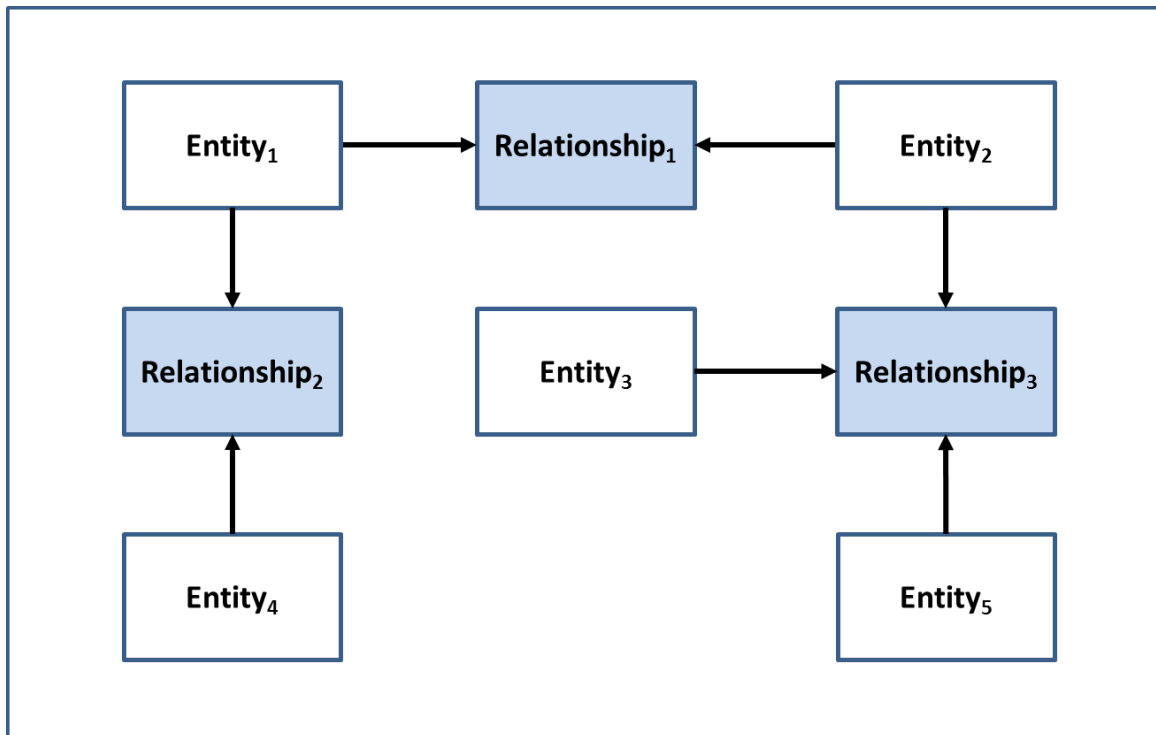 Entity₁
Relationship₁
Entity₂
Relationship₂
Entity₃
Relationship₃
Entity₄
Entity₅